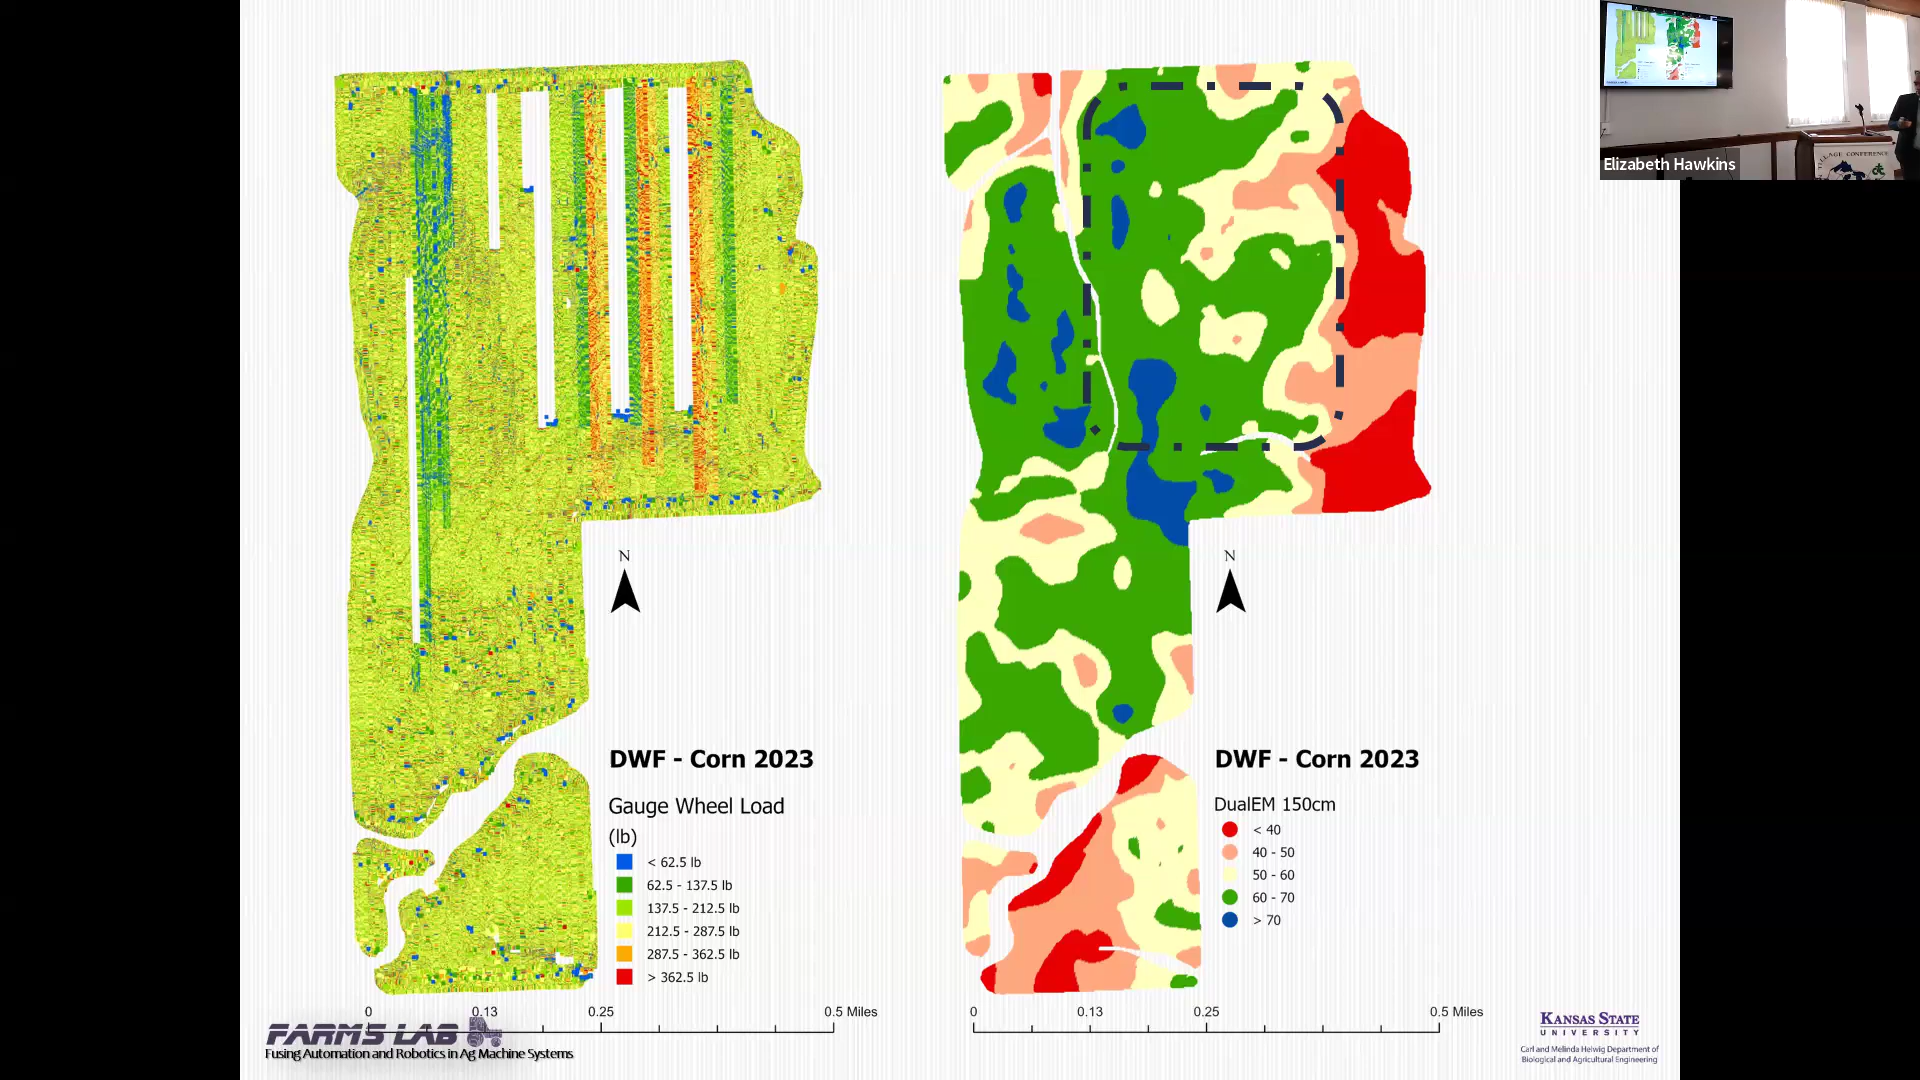 Elizabeth Hawkins
VILLAGE CONFERENCE
N
N
DWF - Corn 2023
Gauge Wheel Load
(lb)
< 62.5 lb
62.5 - 137.5 lb
137.5 - 212.5 lb
212.5 - 287.5 lb
287.5 - 362.5 lb
> 362.5 lb
DWF - Corn 2023
DualEM 150cm
< 40
40 - 50
50 - 60
60 - 70
> 70
0 0.13 0.25 0.5 Miles
0 0.13 0.25 0.5 Miles
FARMS LAB
Fusing Automation and Robotics in Ag Machine Systems
KANSAS STATE
UNIVERSITY
Carl and Melinda Helwig Department of
Biological and Agricultural Engineering